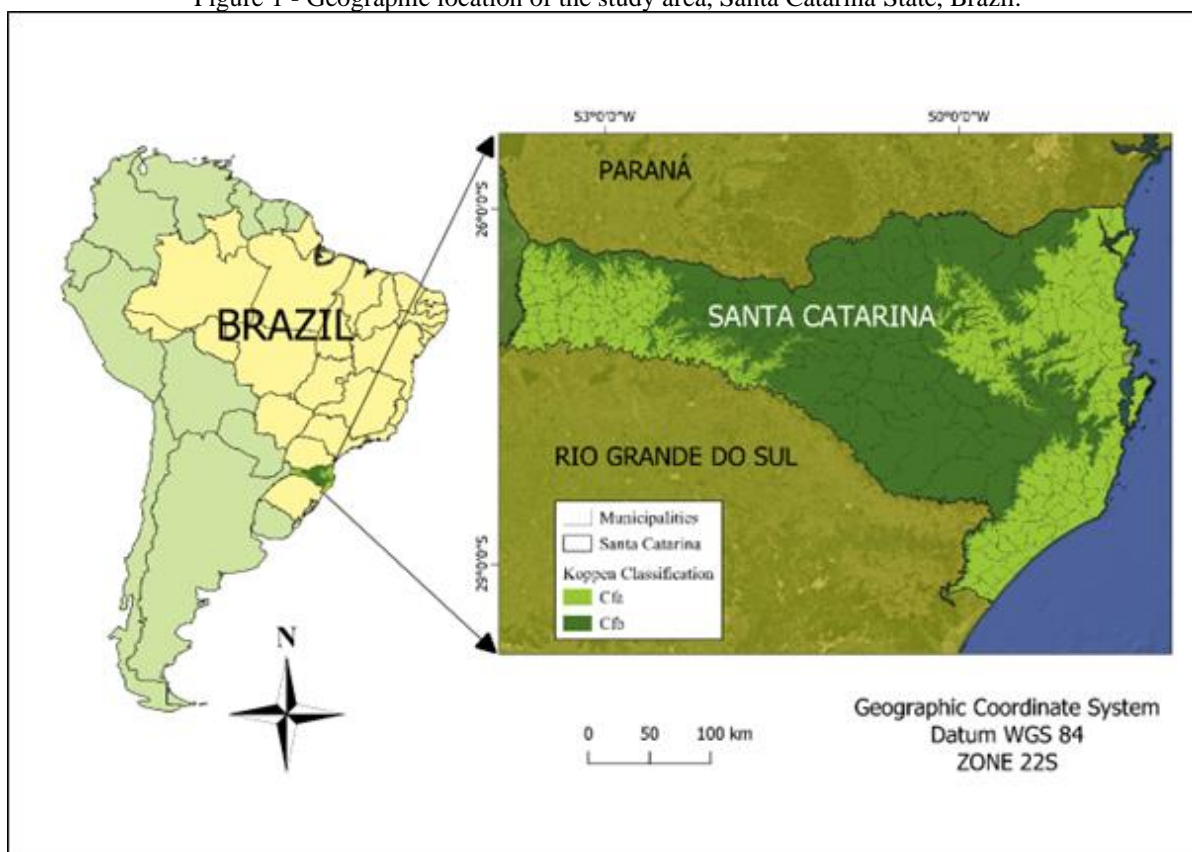 Figure 1 - Geographic location of the study area, Santa Catarina State, Brazil.
53°0'0"W
50°0'0"W
PARANÁ
26°0'0"S
BRAZIL
SANTA CATARINA
RIO GRANDE DO SUL
Municipalities
Santa Catarina
Koppen Classification
Cfa
Cfb
29°0'0"S
N
0 50 100 km
Geographic Coordinate System
Datum WGS 84
ZONE 22S